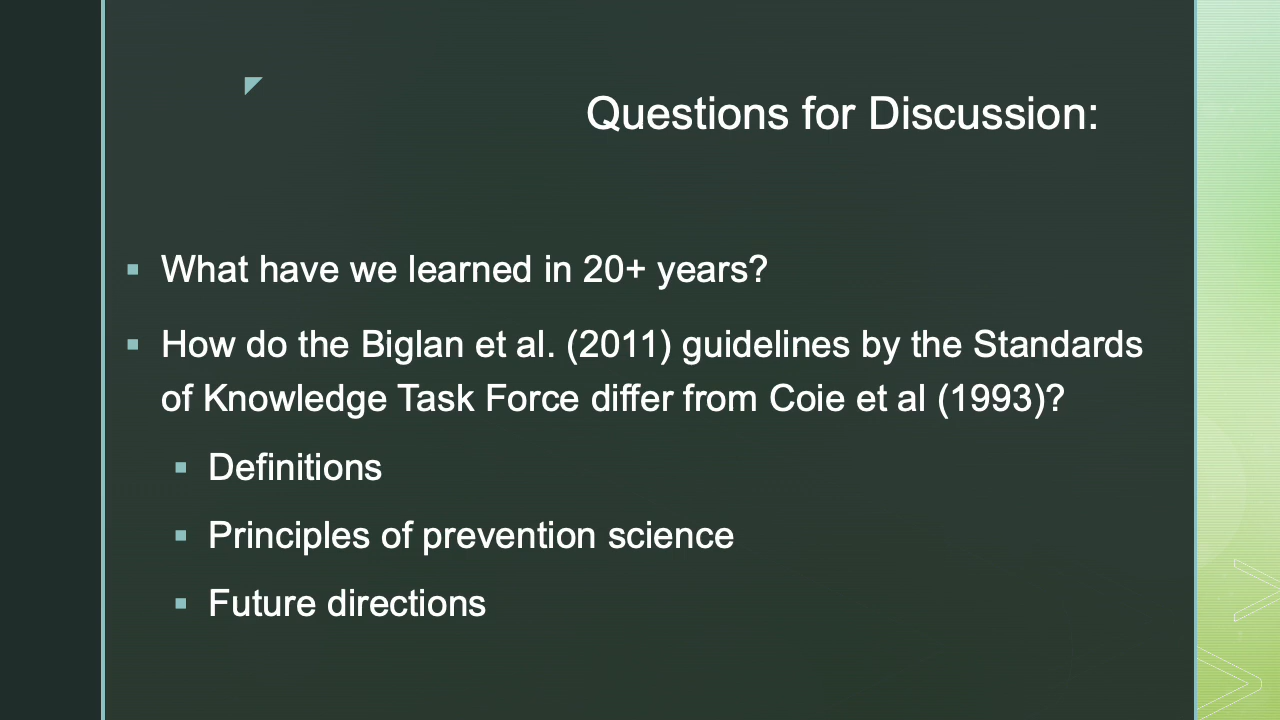 Questions for Discussion:
What have we learned in 20+ years?
How do the Biglan et al. (2011) guidelines by the Standards
of Knowledge Task Force differ from Coie et al (1993)?
Definitions
Principles of prevention science
Future directions